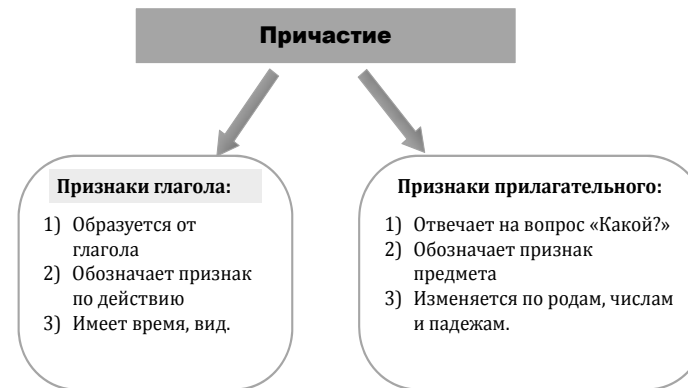 Причастие
Признаки глагола:
1) Образуется от
глагола
2) Обозначает признак
по действию
3) Имеет время, вид.
Признаки прилагательного:
1) Отвечает на вопрос «Какой?»
2) Обозначает признак
предмета
3) Изменяется по родам, числам
и падежам.